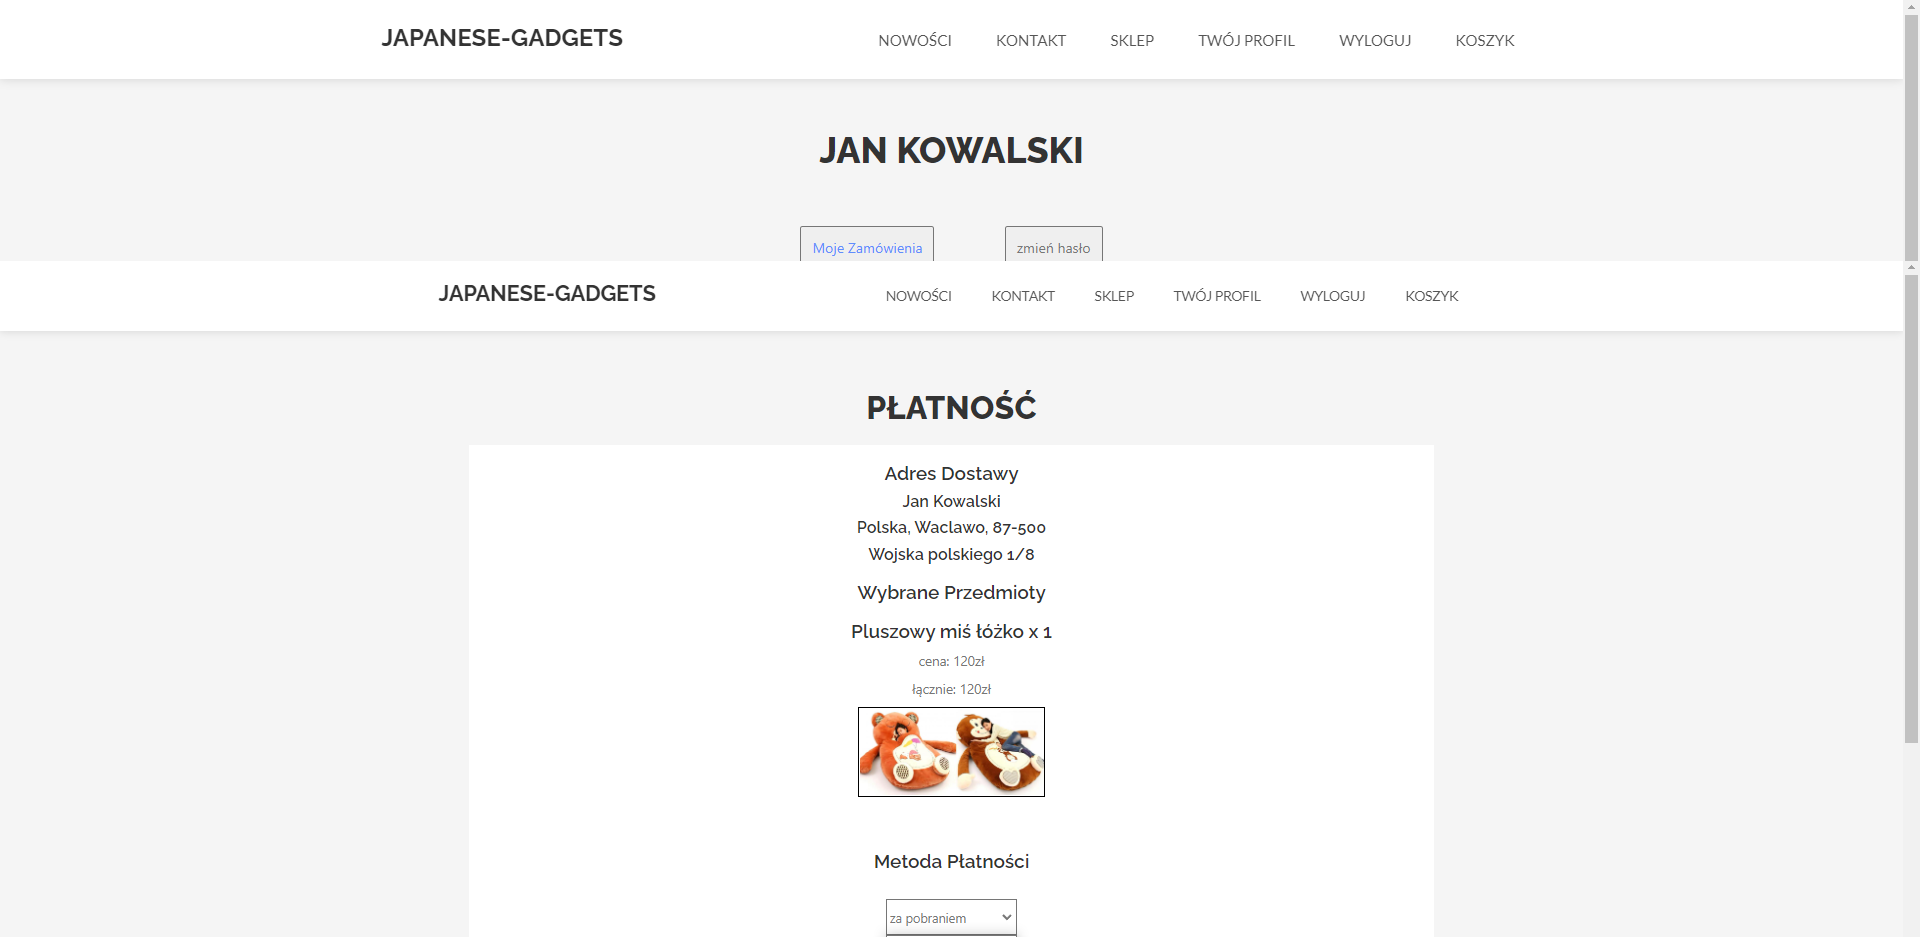 JAPANESE-GADGETS
NOWOŚCI KONTAKT SKLEP TWÓJ PROFIL WYLOGUJ KOSZYK
JAN KOWALSKI
Moje Zamówienia zmień hasło
JAPANESE-GADGETS
NOWOŚCI KONTAKT SKLEP TWÓJ PROFIL WYLOGUJ KOSZYK
PŁATNOŚĆ
Adres Dostawy
Jan Kowalski
Polska, Waclawo, 87-500
Wojska polskiego 1/8
Wybrane Przedmioty
Pluszowy miś łóżko x 1
cena: 120zł
łącznie: 120zł
Metoda Płatności
za pobraniem